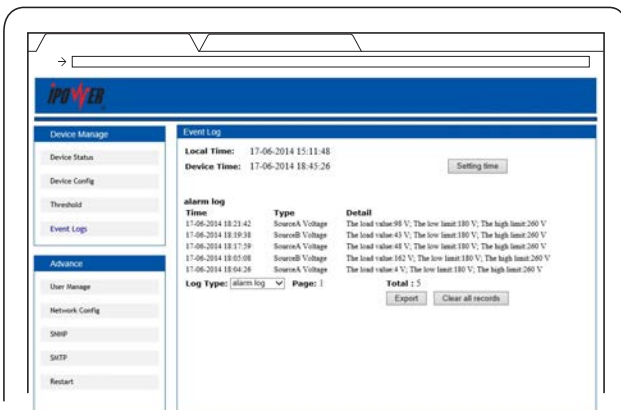 iPOWER
Device Manage
Device Status
Device Config
Threshold
Event Logs
Advance
User Manage
Network Config
SNMP
SMTP
Restart
Event Log
Local Time: 17-06-2014 15:11:48
Device Time: 17-06-2014 18:45:26
Setting time
alarm log
Time Type Detail
17-06-2014 18:21:42 SourceA Voltage The load value:98 V; The low limit:180 V; The high limit:260 V
17-06-2014 18:19:38 SourceB Voltage The load value:43 V; The low limit:180 V; The high limit:260 V
17-06-2014 18:17:59 SourceA Voltage The load value:48 V; The low limit:180 V; The high limit:260 V
17-06-2014 18:05:08 SourceB Voltage The load value:162 V; The low limit:180 V; The high limit:260 V
17-06-2014 18:04:26 SourceA Voltage The load value:4 V; The low limit:180 V; The high limit:260 V
Log Type: alarm log Page: 1 Total : 5
Export Clear all records